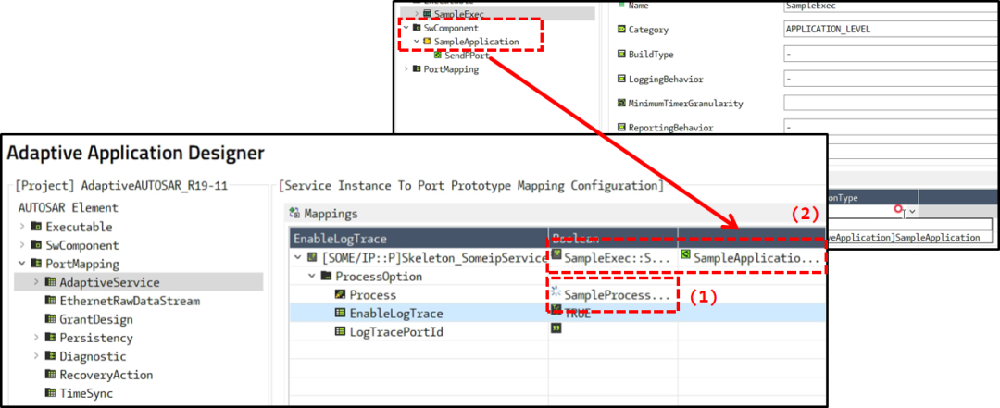 SampleExec
SwComponent
SampleApplication
SendPPort
PortMapping
Name
SampleExec
Category
APPLICATION_LEVEL
BuildType
-
LoggingBehavior
-
MinimumTimerGranularity
ReportingBehavior
-
onType
veApplication]SampleApplication
Adaptive Application Designer
[Project] AdaptiveAUTOSAR_R19-11
AUTOSAR Element
Executable
SwComponent
PortMapping
AdaptiveService
EthernetRawDataStream
GrantDesign
Persistency
Diagnostic
RecoveryAction
TimeSync
[Service Instance To Port Prototype Mapping Configuration]
Mappings
(2)
EnableLogTrace Boolean
[SOME/IP::P]Skeleton_SomeipService SampleExec::S... SampleApplicatio...
ProcessOption
Process SampleProcess... (1)
EnableLogTrace TRUE
LogTracePortId